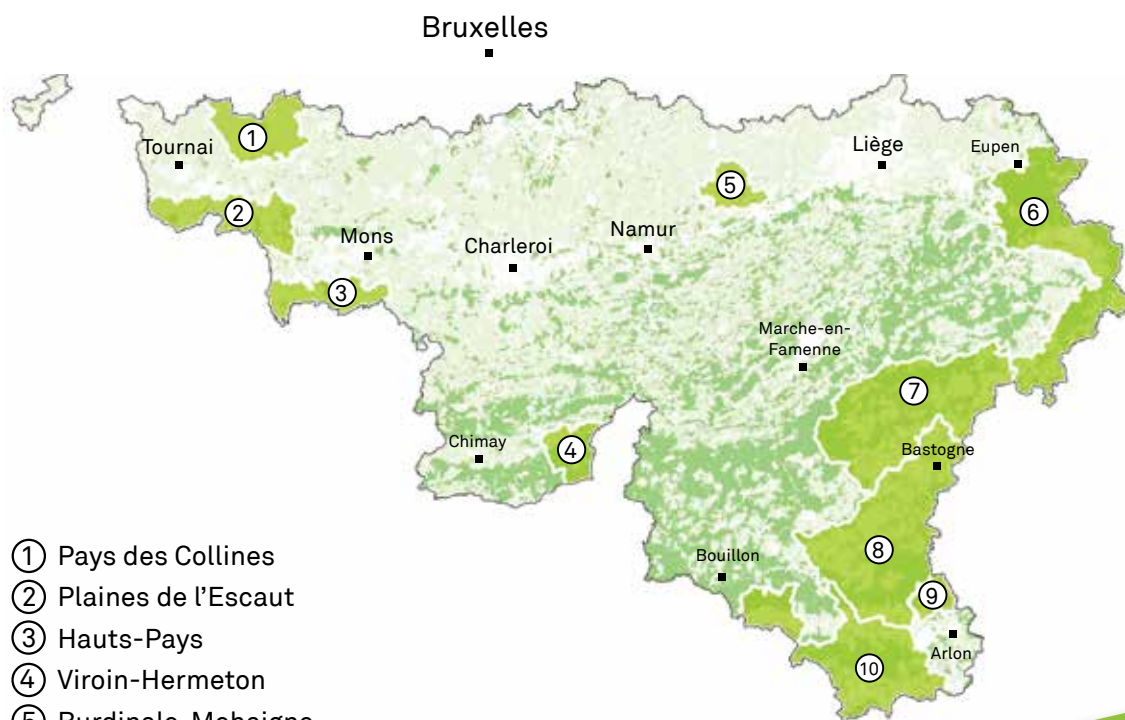 Bruxelles
1
Tournai
Liège
Eupen
5
2
6
Namur
Mons
Charleroi
3
Marche-en-
Famenne
7
Chimay
4
Bastogne
8
Bouillon
9
Arlon
10
1 Pays des Collines
2 Plaines de l'Escaut
3 Hauts-Pays
4 Viroin-Hermeton
5